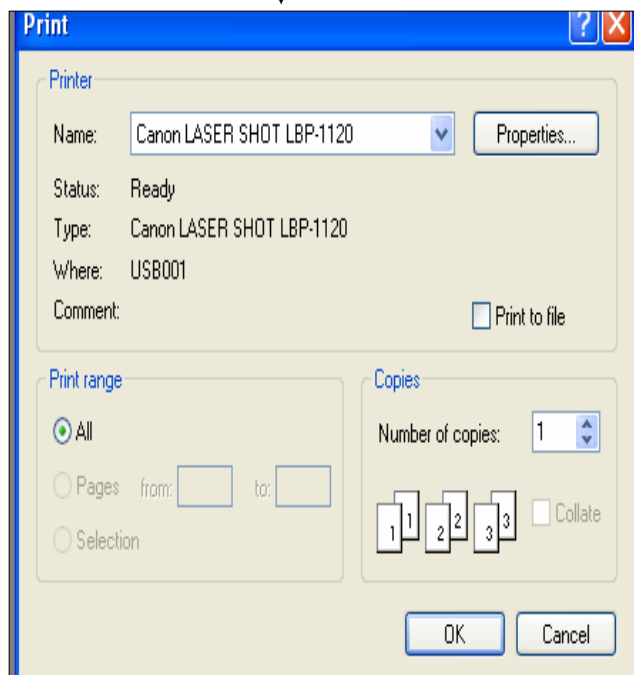 Print
Printer
Name: Canon LASER SHOT LBP-1120 Properties...
Status: Ready
Type: Canon LASER SHOT LBP-1120
Where: USB001
Comment: Print to file
Print range
All
Pages from: to:
Selection
Copies
Number of copies: 1
1 1 2 2 3 3 Collate
OK Cancel